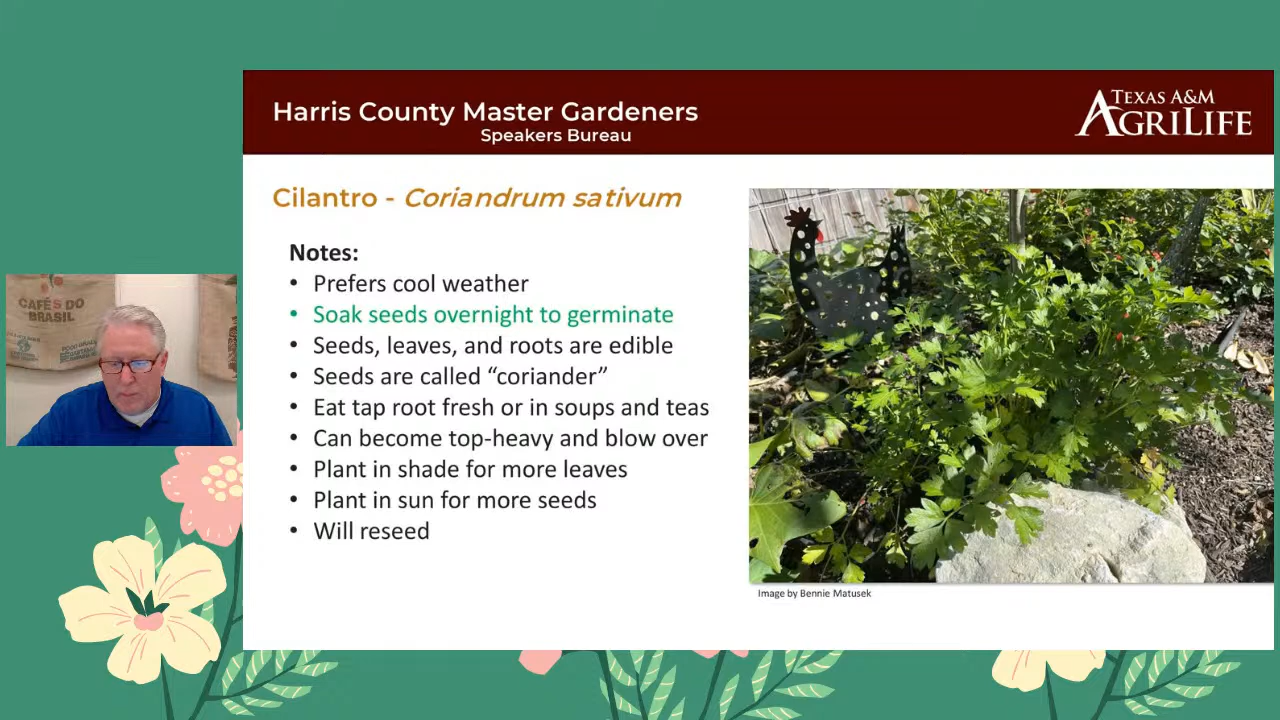 Harris County Master Gardeners
Speakers Bureau
TEXAS A&M
AGRILIFE
Cilantro - Coriandrum sativum
Notes:
• Prefers cool weather
• Soak seeds overnight to germinate
• Seeds, leaves, and roots are edible
• Seeds are called “coriander”
• Eat tap root fresh or in soups and teas
• Can become top-heavy and blow over
• Plant in shade for more leaves
• Plant in sun for more seeds
• Will reseed
Image by Bennie Matusek
CAFÉS DO
BRASIL